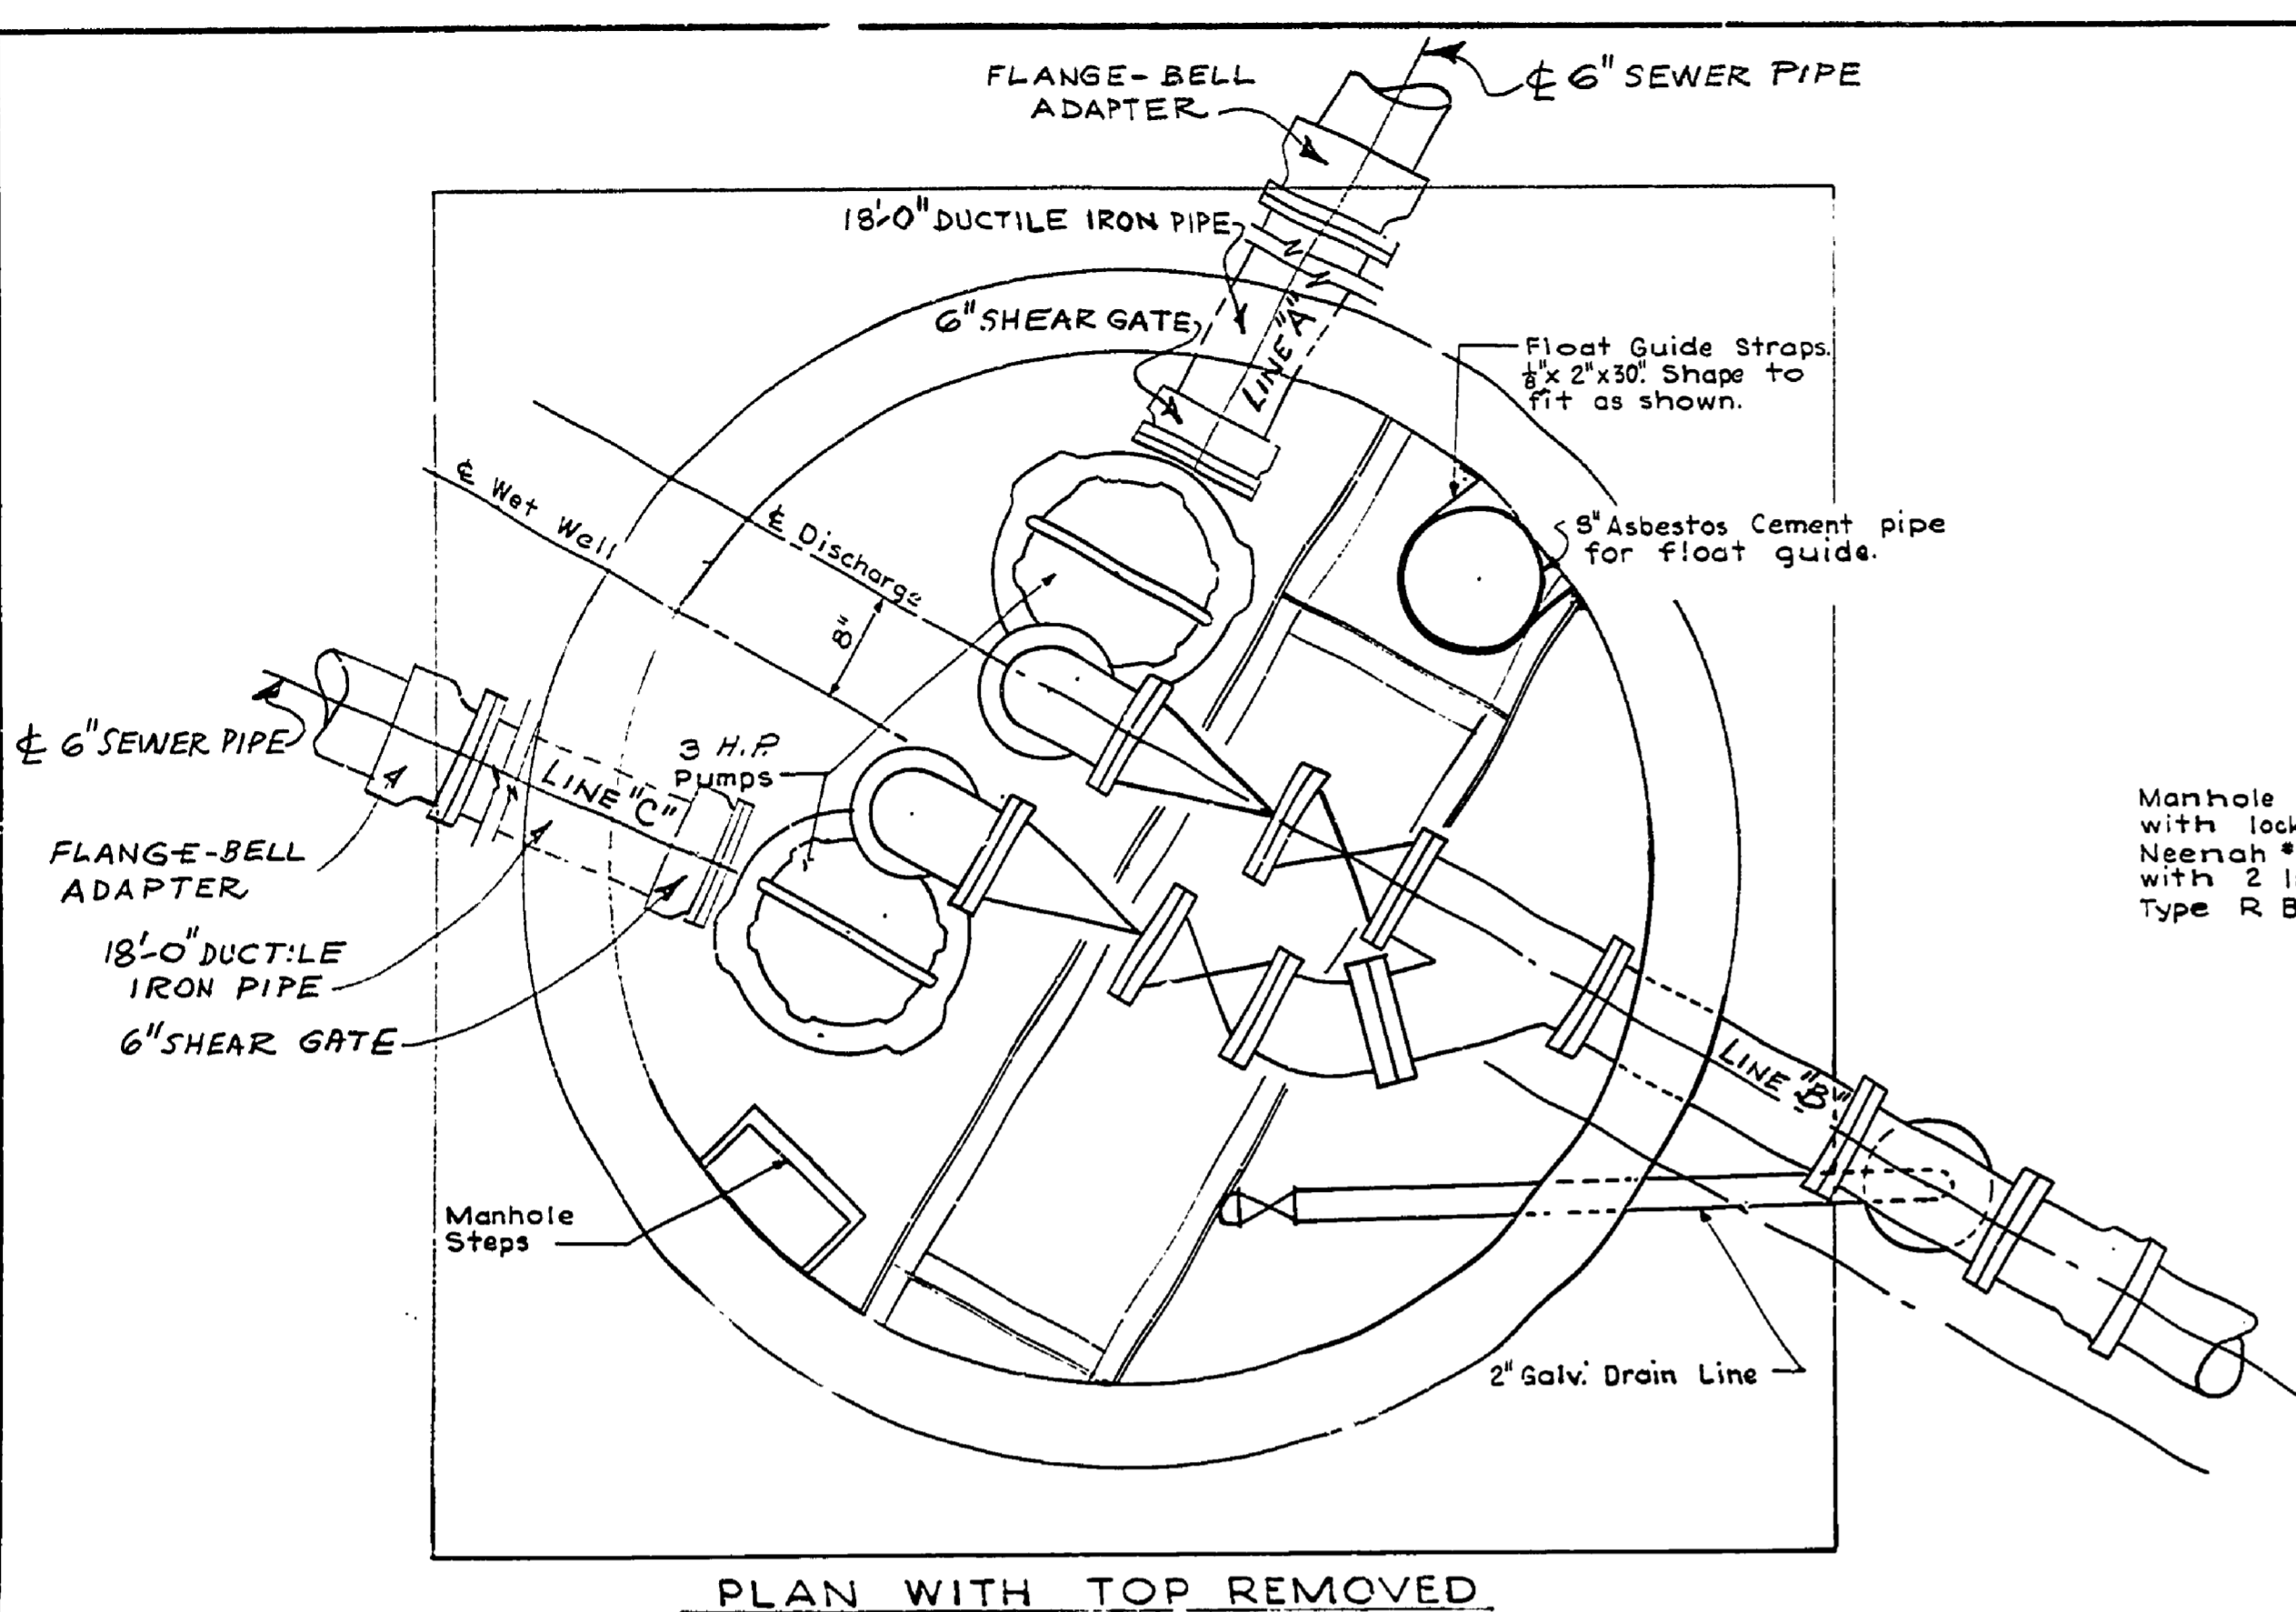 FLANGE-BELL
ADAPTER
℄ 6" SEWER PIPE
18'-0" DUCTILE IRON PIPE
6" SHEAR GATE
LINE "A"
Float Guide Straps.
1/8" x 2" x 30". Shape to
fit as shown.
℄ Wet Well
℄ Discharge
8"
8" Asbestos Cement pipe
for float guide.
℄ 6" SEWER PIPE
3 H.P.
Pumps
LINE "C"
FLANGE-BELL
ADAPTER
18'-0" DUCTILE
IRON PIPE
6" SHEAR GATE
Manhole
with lock
Neenah #
with 2
Type R B
LINE "B"
Manhole
Steps
2" Galv. Drain Line
PLAN WITH TOP REMOVED